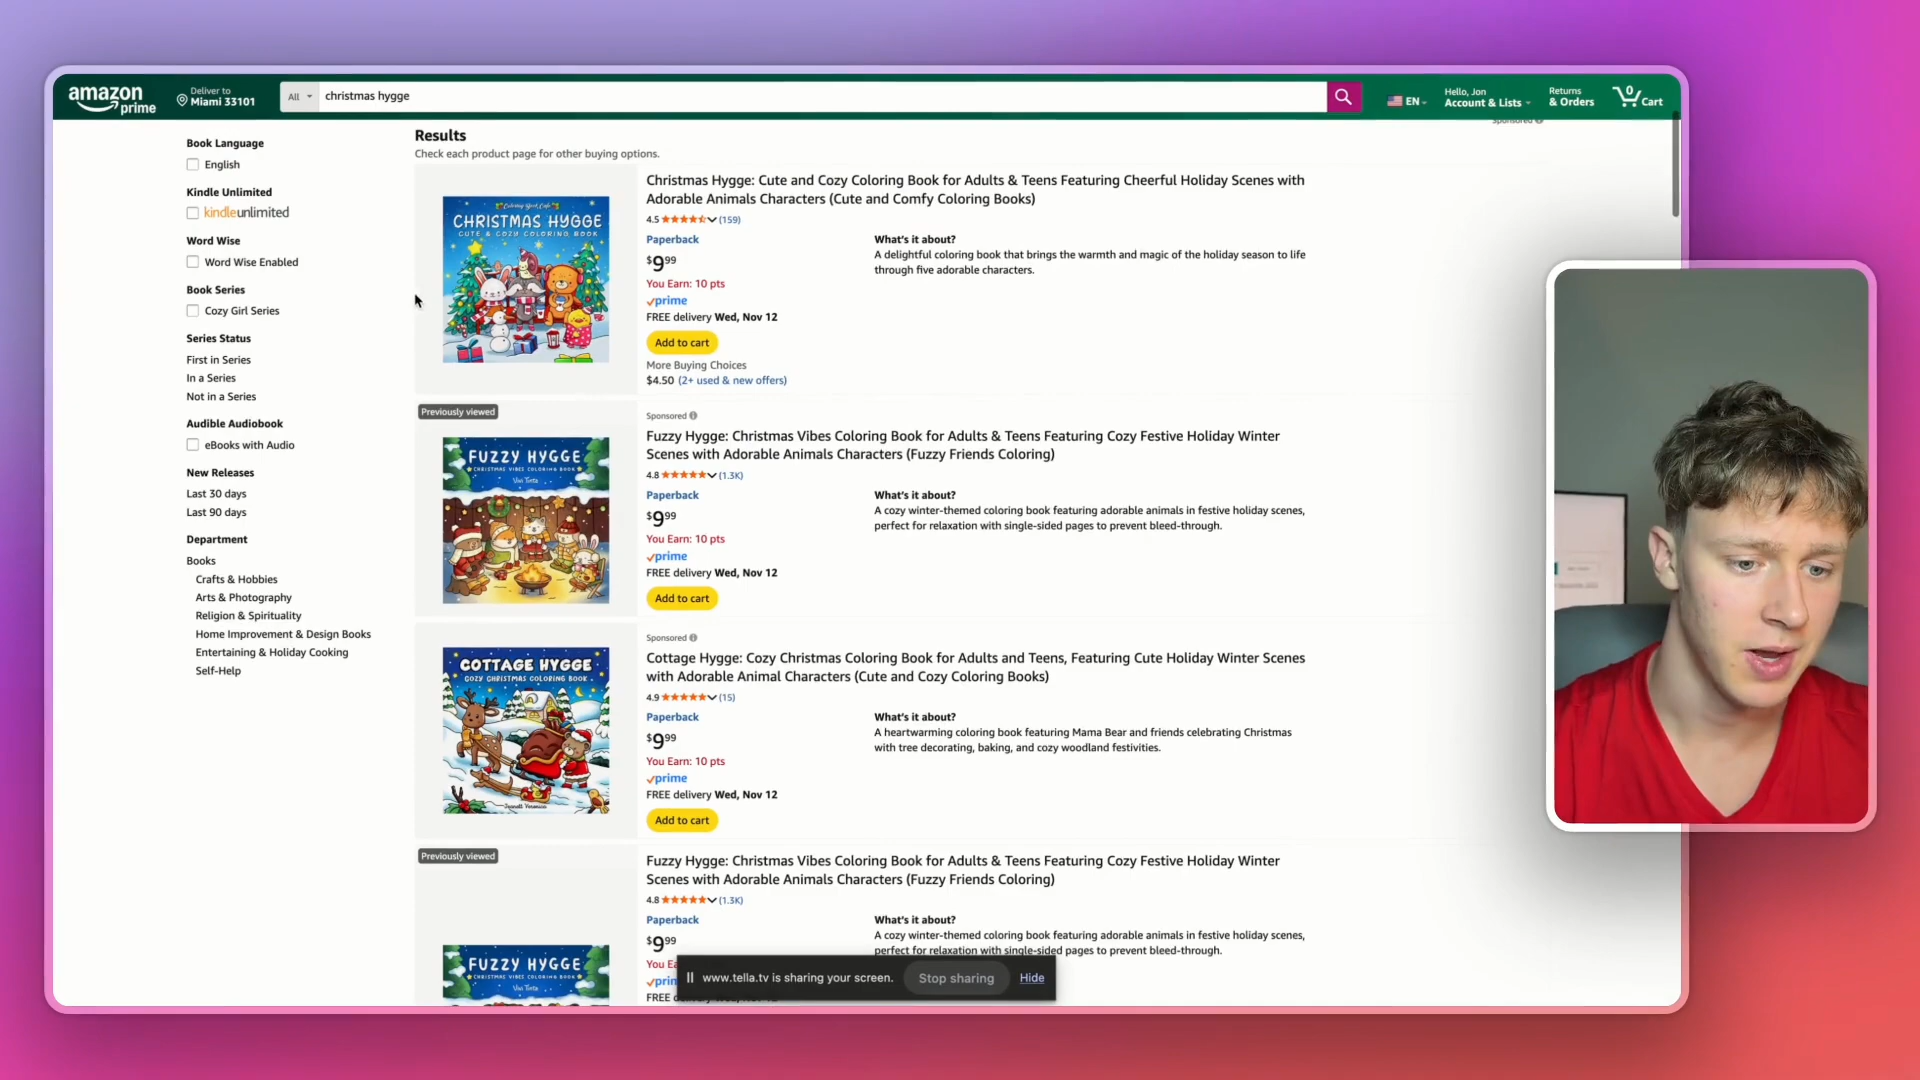 amazon
prime
Deliver to
Miami 33101
All
christmas hygge
EN
Hello, Jon
Account & Lists
Returns
& Orders
0
Cart
Sponsored
Book Language
English
Kindle Unlimited
kindleunlimited
Word Wise
Word Wise Enabled
Book Series
Cozy Girl Series
Series Status
First in Series
In a Series
Not in a Series
Audible Audiobook
eBooks with Audio
New Releases
Last 30 days
Last 90 days
Department
Books
Crafts & Hobbies
Arts & Photography
Religion & Spirituality
Home Improvement & Design Books
Entertaining & Holiday Cooking
Self-Help
Results
Check each product page for other buying options.
Coloring Book Cafe
CHRISTMAS HYGGE
CUTE & COZY COLORING BOOK
Christmas Hygge: Cute and Cozy Coloring Book for Adults & Teens Featuring Cheerful Holiday Scenes with
Adorable Animals Characters (Cute and Comfy Coloring Books)
4.5 (159)
Paperback
$9.99
You Earn: 10 pts
prime
FREE delivery Wed, Nov 12
Add to cart
More Buying Choices
$4.50 (2+ used & new offers)
What's it about?
A delightful coloring book that brings the warmth and magic of the holiday season to life
through five adorable characters.
Previously viewed
FUZZY HYGGE
CHRISTMAS VIBES COLORING BOOK
Sponsored
Fuzzy Hygge: Christmas Vibes Coloring Book for Adults & Teens Featuring Cozy Festive Holiday Winter
Scenes with Adorable Animals Characters (Fuzzy Friends Coloring)
4.8 (1.3K)
Paperback
$9.99
You Earn: 10 pts
prime
FREE delivery Wed, Nov 12
Add to cart
What's it about?
A cozy winter-themed coloring book featuring adorable animals in festive holiday scenes,
perfect for relaxation with single-sided pages to prevent bleed-through.
COTTAGE HYGGE
COZY CHRISTMAS COLORING BOOK
Sponsored
Cottage Hygge: Cozy Christmas Coloring Book for Adults and Teens, Featuring Cute Holiday Winter Scenes
with Adorable Animal Characters (Cute and Cozy Coloring Books)
4.9 (15)
Paperback
$9.99
You Earn: 10 pts
prime
FREE delivery Wed, Nov 12
Add to cart
What's it about?
A heartwarming coloring book featuring Mama Bear and friends celebrating Christmas
with tree decorating, baking, and cozy woodland festivities.
Previously viewed
FUZZY HYGGE
CHRISTMAS VIBES COLORING BOOK
Fuzzy Hygge: Christmas Vibes Coloring Book for Adults & Teens Featuring Cozy Festive Holiday Winter
Scenes with Adorable Animals Characters (Fuzzy Friends Coloring)
4.8 (1.3K)
Paperback
$9.99
You Ea
prin
FREE
What's it about?
A cozy winter-themed coloring book featuring adorable animals in festive holiday scenes,
perfect for relaxation with single-sided pages to prevent bleed-through.
www.tella.tv is sharing your screen.
Stop sharing
Hide